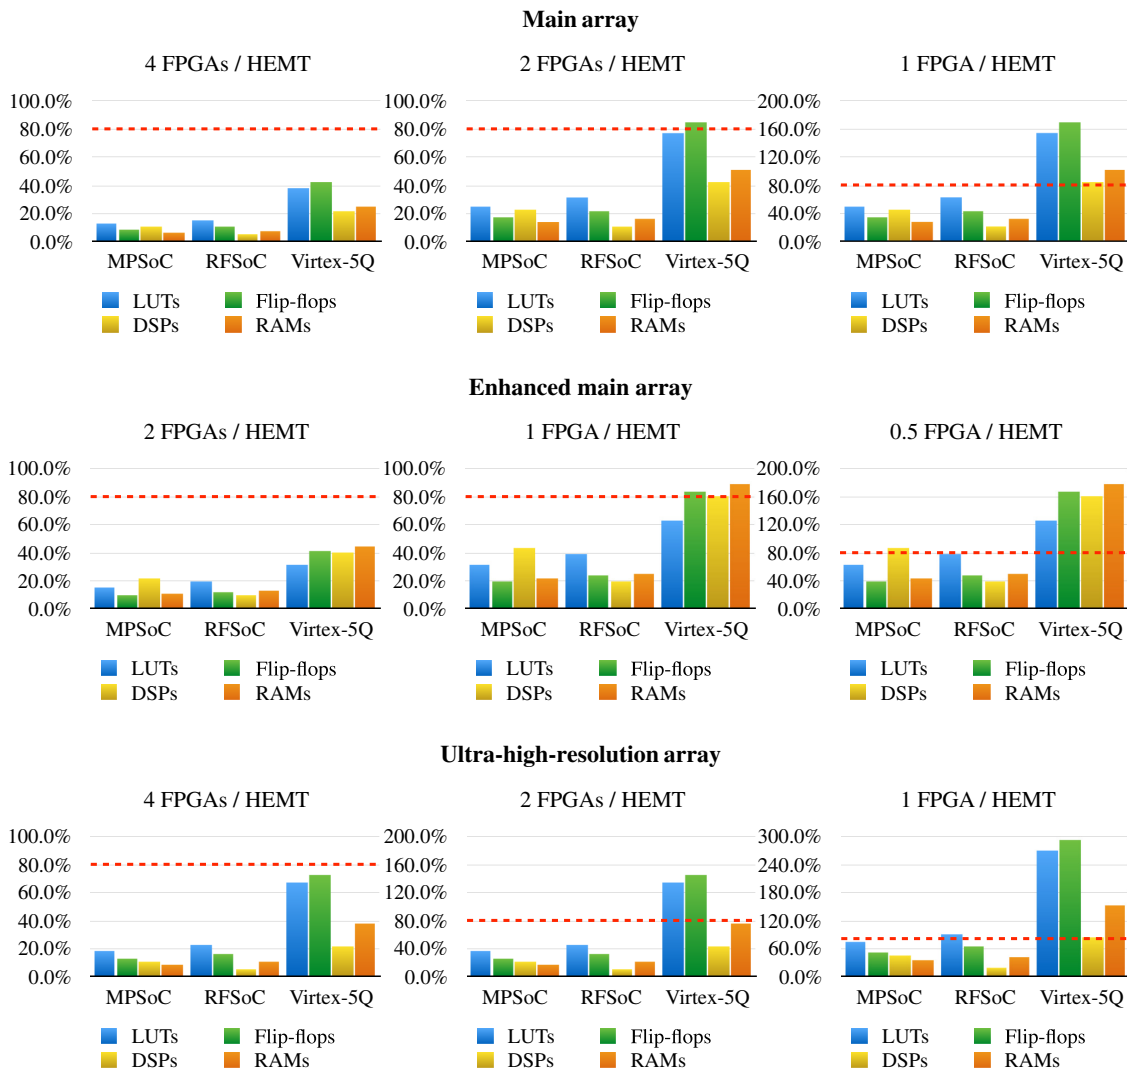 Main array
4 FPGAs / HEMT 2 FPGAs / HEMT 1 FPGA / HEMT
100.0% 100.0% 200.0%
80.0% 80.0% 160.0%
60.0% 60.0% 120.0%
40.0% 40.0% 80.0%
20.0% 20.0% 40.0%
0.0% 0.0% 0.0%
MPSoC RFSoC Virtex-5Q MPSoC RFSoC Virtex-5Q MPSoC RFSoC Virtex-5Q
LUTs Flip-flops LUTs Flip-flops LUTs Flip-flops
DSPs RAMs DSPs RAMs DSPs RAMs
Enhanced main array
2 FPGAs / HEMT 1 FPGA / HEMT 0.5 FPGA / HEMT
100.0% 100.0% 200.0%
80.0% 80.0% 160.0%
60.0% 60.0% 120.0%
40.0% 40.0% 80.0%
20.0% 20.0% 40.0%
0.0% 0.0% 0.0%
MPSoC RFSoC Virtex-5Q MPSoC RFSoC Virtex-5Q MPSoC RFSoC Virtex-5Q
LUTs Flip-flops LUTs Flip-flops LUTs Flip-flops
DSPs RAMs DSPs RAMs DSPs RAMs
Ultra-high-resolution array
4 FPGAs / HEMT 2 FPGAs / HEMT 1 FPGA / HEMT
100.0% 200.0% 300.0%
80.0% 160.0% 240.0%
60.0% 120.0% 180.0%
40.0% 80.0% 120.0%
20.0% 40.0% 60.0%
0.0% 0.0% 0.0%
MPSoC RFSoC Virtex-5Q MPSoC RFSoC Virtex-5Q MPSoC RFSoC Virtex-5Q
LUTs Flip-flops LUTs Flip-flops LUTs Flip-flops
DSPs RAMs DSPs RAMs DSPs RAMs